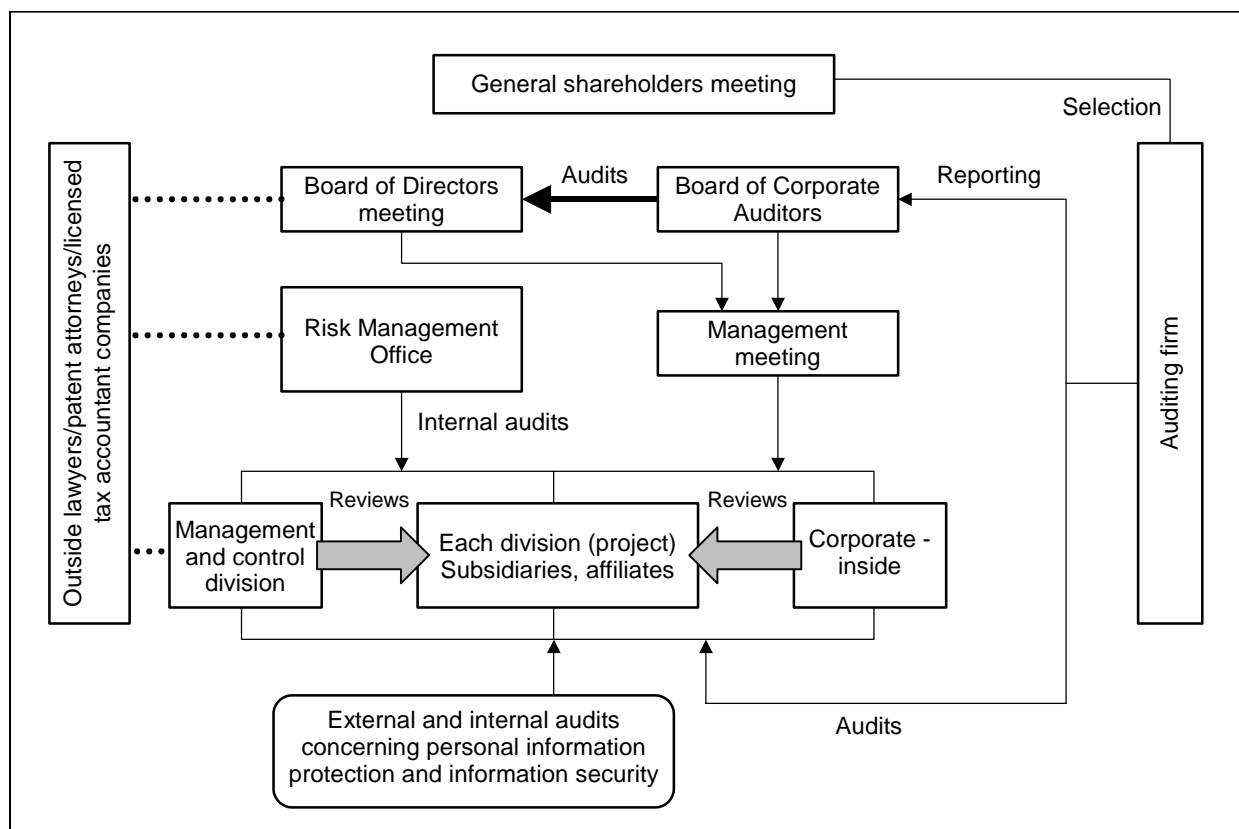 General shareholders meeting
Selection
Outside lawyers/patent attorneys/licensed
tax accountant companies
Board of Directors
meeting
Audits
Board of Corporate
Auditors
Reporting
Auditing firm
Risk Management
Office
Management
meeting
Internal audits
Reviews
Reviews
Management
and control
division
Each division (project)
Subsidiaries, affiliates
Corporate -
inside
External and internal audits
concerning personal information
protection and information security
Audits